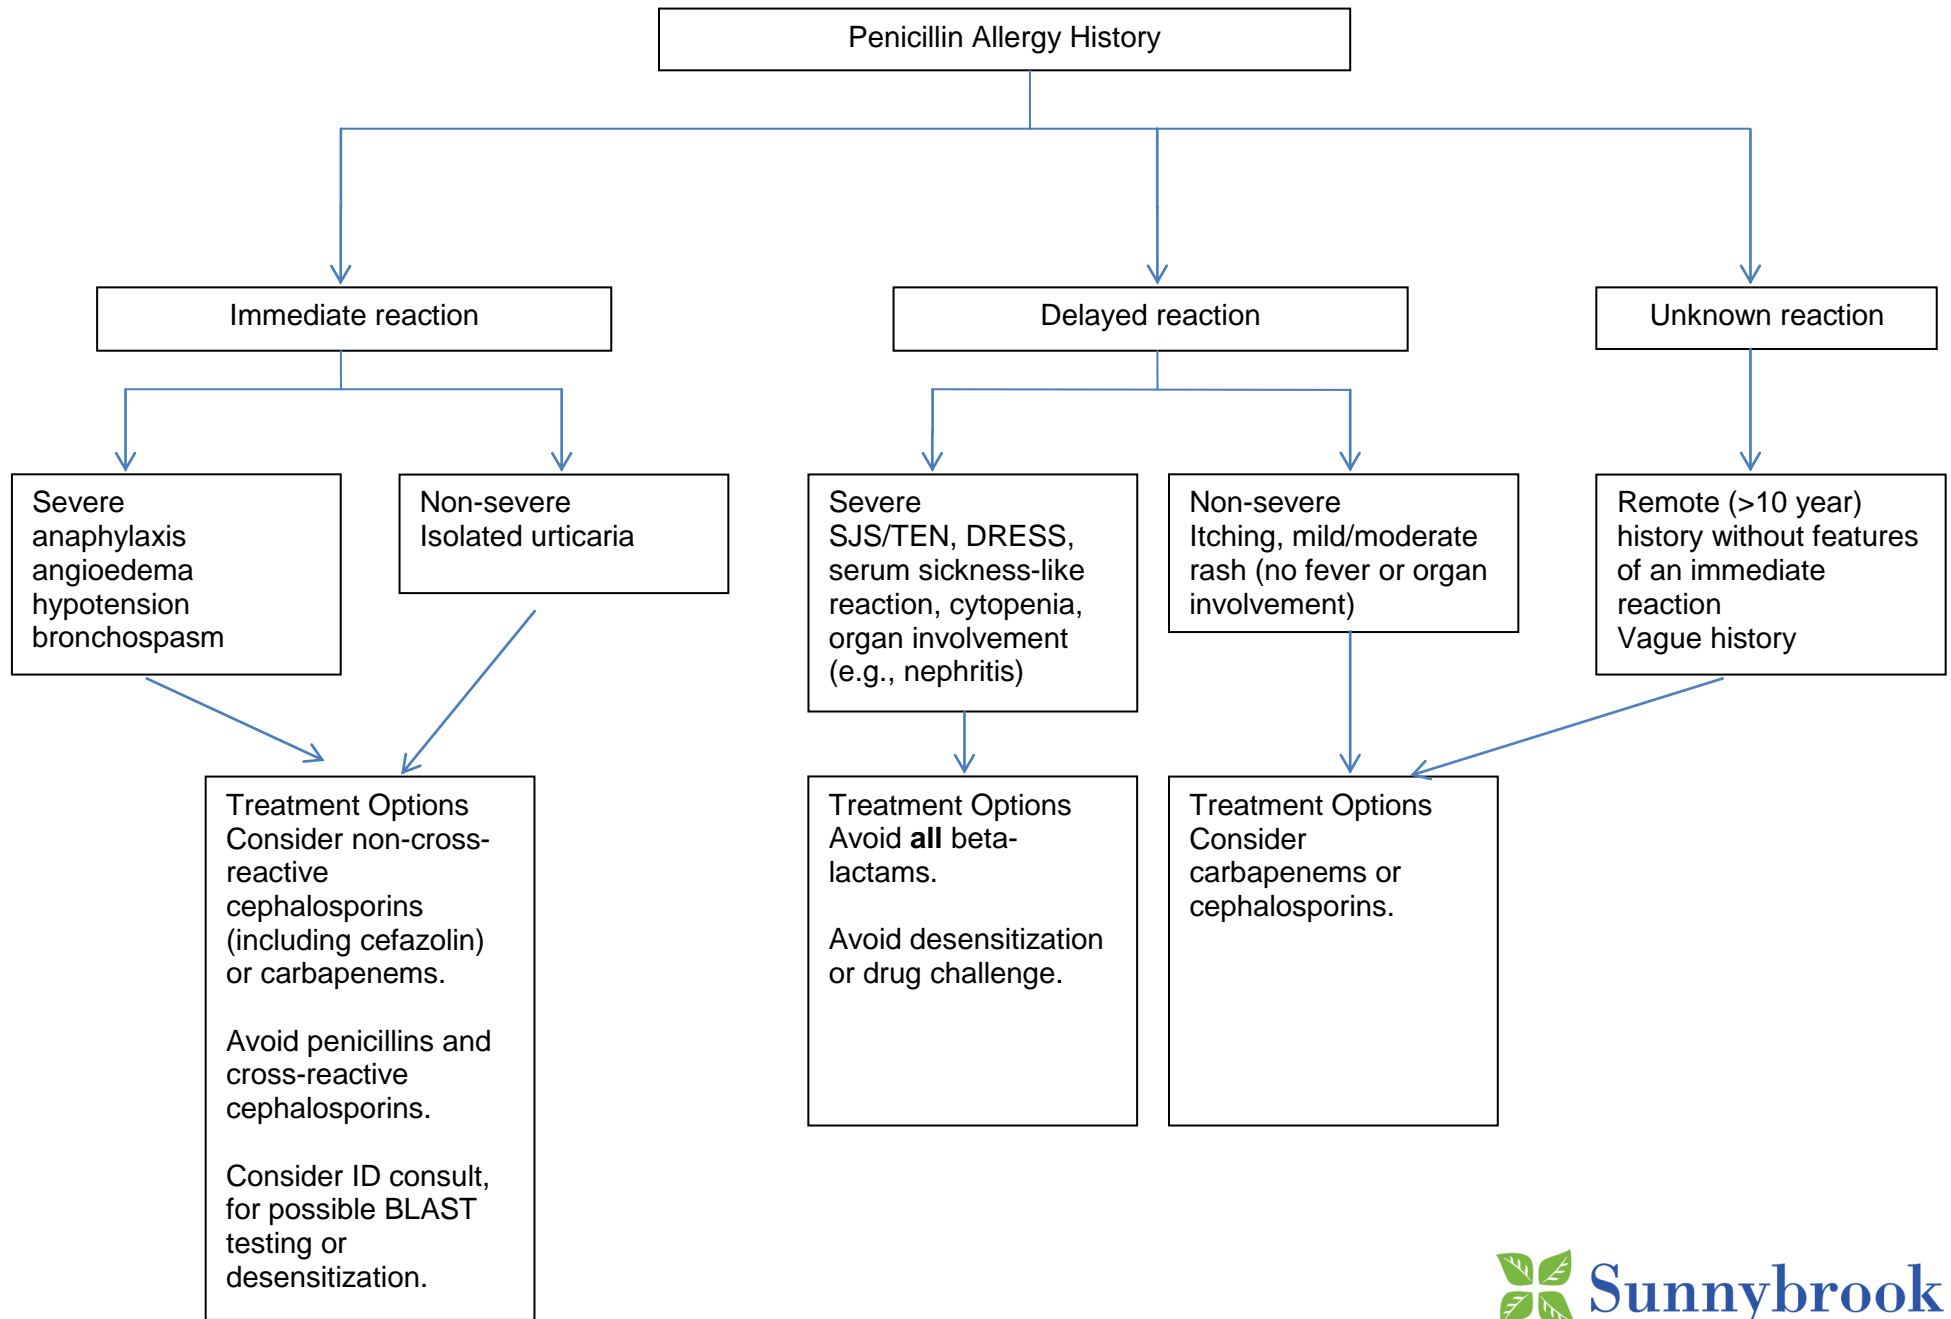 Penicillin Allergy History
Immediate reaction
Delayed reaction
Unknown reaction
Severe
anaphylaxis
angioedema
hypotension
bronchospasm
Non-severe
Isolated urticaria
Severe
SJS/TEN, DRESS,
serum sickness-like
reaction, cytopenia,
organ involvement
(e.g., nephritis)
Non-severe
Itching, mild/moderate
rash (no fever or organ
involvement)
Remote (>10 year)
history without features
of an immediate
reaction
Vague history
Treatment Options
Consider non-cross-
reactive
cephalosporins
(including cefazolin)
or carbapenems.
Avoid penicillins and
cross-reactive
cephalosporins.
Consider ID consult,
for possible BLAST
testing or
desensitization.
Treatment Options
Avoid all beta-
lactams.
Avoid desensitization
or drug challenge.
Treatment Options
Consider
carbapenems or
cephalosporins.
Sunnybrook